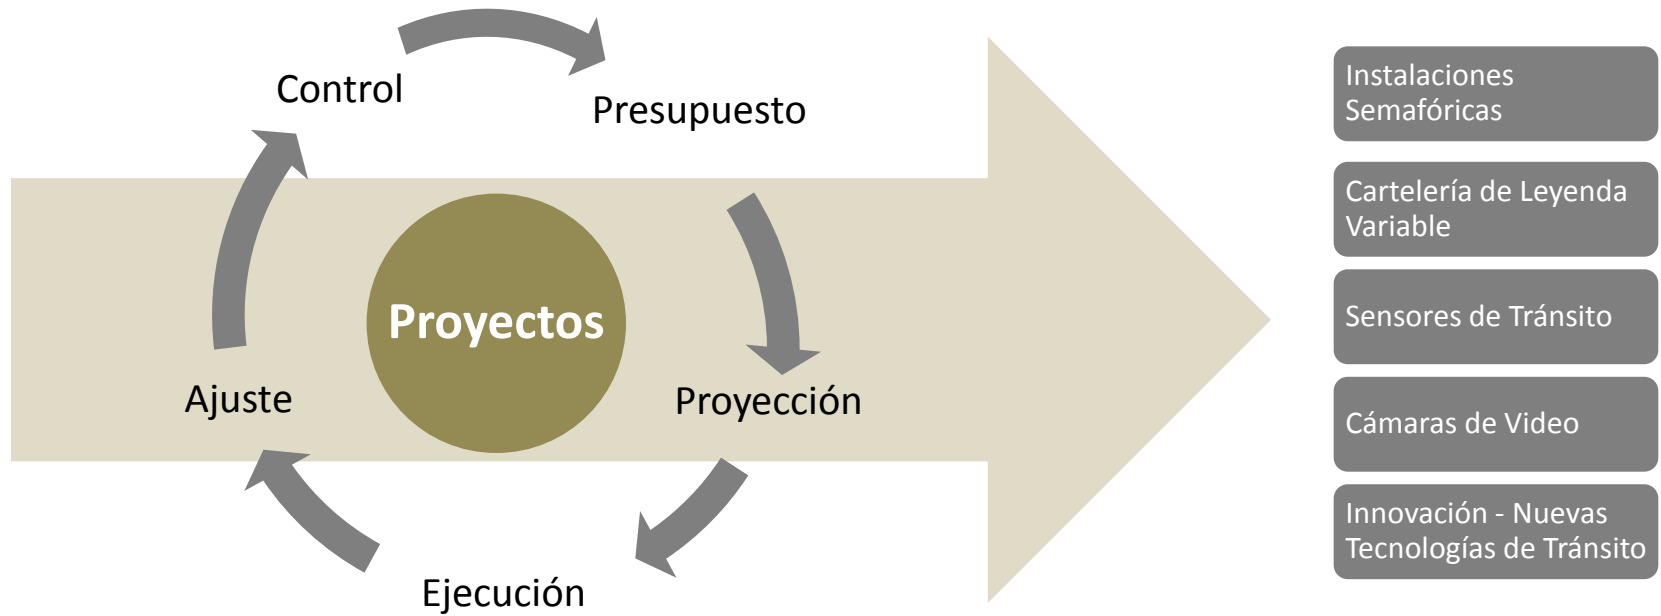 Control
Presupuesto
Proyectos
Ajuste
Proyección
Ejecución
Instalaciones
Semafóricas
Cartelería de Leyenda
Variable
Sensores de Tránsito
Cámaras de Video
Innovación - Nuevas
Tecnologías de Tránsito